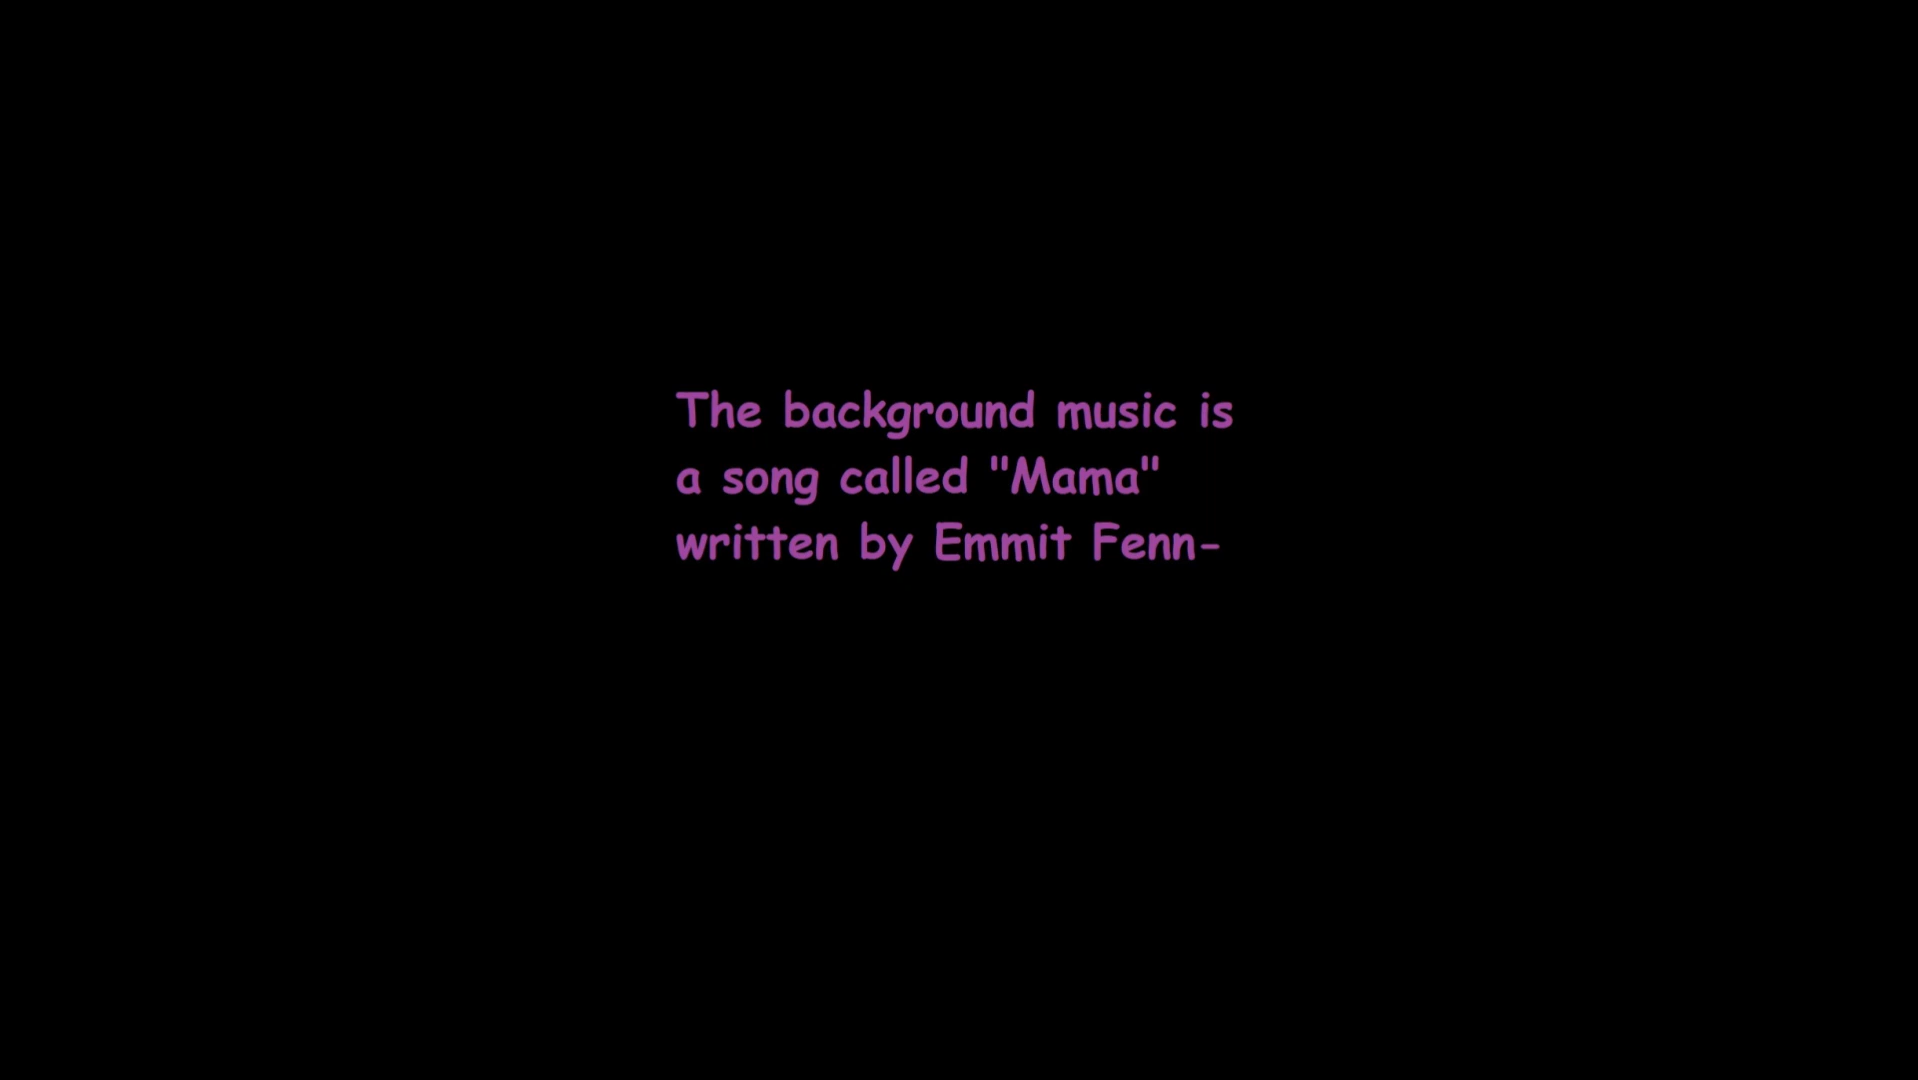 The background music is
a song called "Mama"
written by Emmit Fenn-